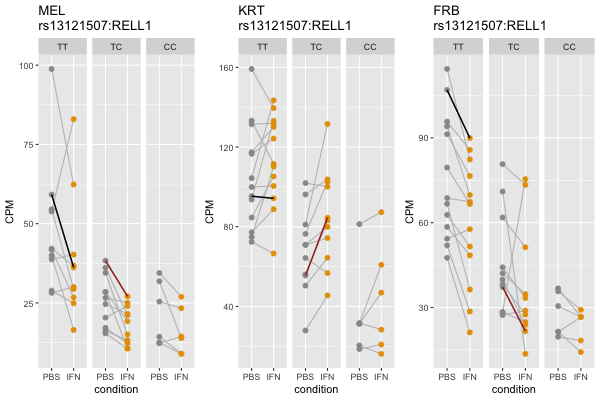 MEL
rs13121507:RELL1
TT TC CC
100
75
50
25
CPM
PBS IFN PBS IFN PBS IFN
condition
KRT
rs13121507:RELL1
TT TC CC
160
120
80
40
CPM
PBS IFN PBS IFN PBS IFN
condition
FRB
rs13121507:RELL1
TT TC CC
90
60
30
CPM
PBS IFN PBS IFN PBS IFN
condition